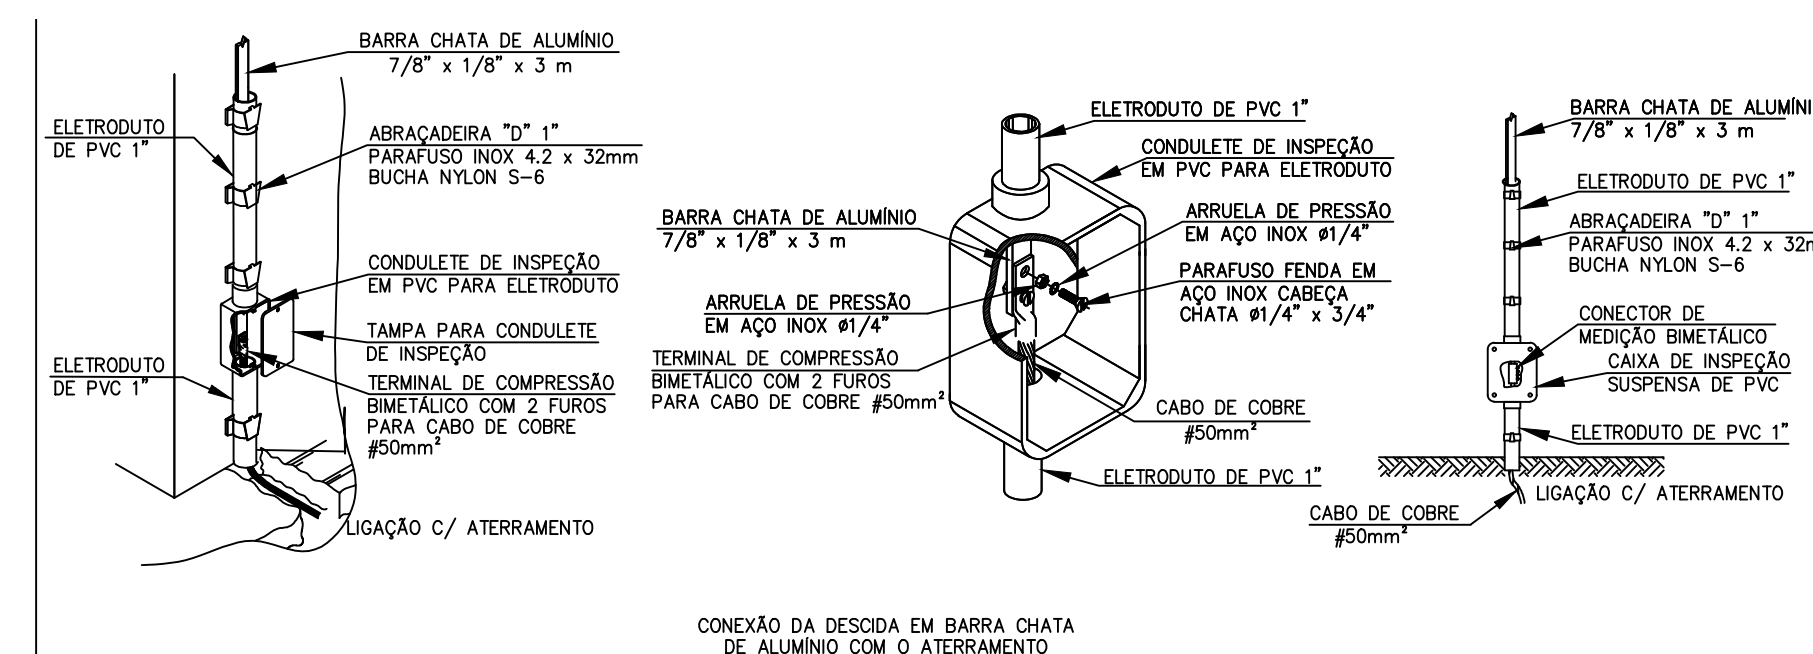 BARRA CHATA DE ALUMÍNIO
7/8" x 1/8" x 3 m
ELETRODUTO
DE PVC 1"
ABRAÇADEIRA "D" 1"
PARAFUSO INOX 4.2 x 32mm
BUCHA NYLON S-6
CONDULETE DE INSPEÇÃO
EM PVC PARA ELETRODUTO
TAMPA PARA CONDULETE
DE INSPEÇÃO
ELETRODUTO
DE PVC 1"
TERMINAL DE COMPRESSÃO
BIMETÁLICO COM 2 FUROS
PARA CABO DE COBRE
#50mm²
LIGAÇÃO C/ ATERRAMENTO
ELETRODUTO DE PVC 1"
CONDULETE DE INSPEÇÃO
EM PVC PARA ELETRODUTO
BARRA CHATA DE ALUMÍNIO
7/8" x 1/8" x 3 m
ARRUELA DE PRESSÃO
EM AÇO INOX ø1/4"
PARAFUSO FENDA EM
AÇO INOX CABEÇA
CHATA ø1/4" x 3/4"
ARRUELA DE PRESSÃO
EM AÇO INOX ø1/4"
TERMINAL DE COMPRESSÃO
BIMETÁLICO COM 2 FUROS
PARA CABO DE COBRE #50mm²
CABO DE COBRE
#50mm²
ELETRODUTO DE PVC 1"
BARRA CHATA DE ALUMÍNI
7/8" x 1/8" x 3 m
ELETRODUTO DE PVC 1"
ABRAÇADEIRA "D" 1"
PARAFUSO INOX 4.2 x 32m
BUCHA NYLON S-6
CONECTOR DE
MEDIÇÃO BIMETÁLICO
CAIXA DE INSPEÇÃO
SUSPENSA DE PVC
ELETRODUTO DE PVC 1"
LIGAÇÃO C/ ATERRAMENTO
CABO DE COBRE
#50mm²
CONEXÃO DA DESCIDA EM BARRA CHATA
DE ALUMÍNIO COM O ATERRAMENTO